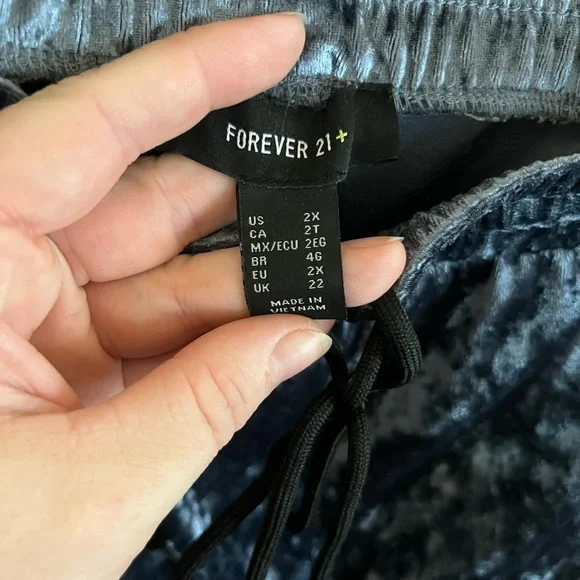 FOREVER 21+
US 2X
CA 2T
MX/ECU 2EG
BR 4G
EU 2X
UK 22
MADE IN
VIETNAM